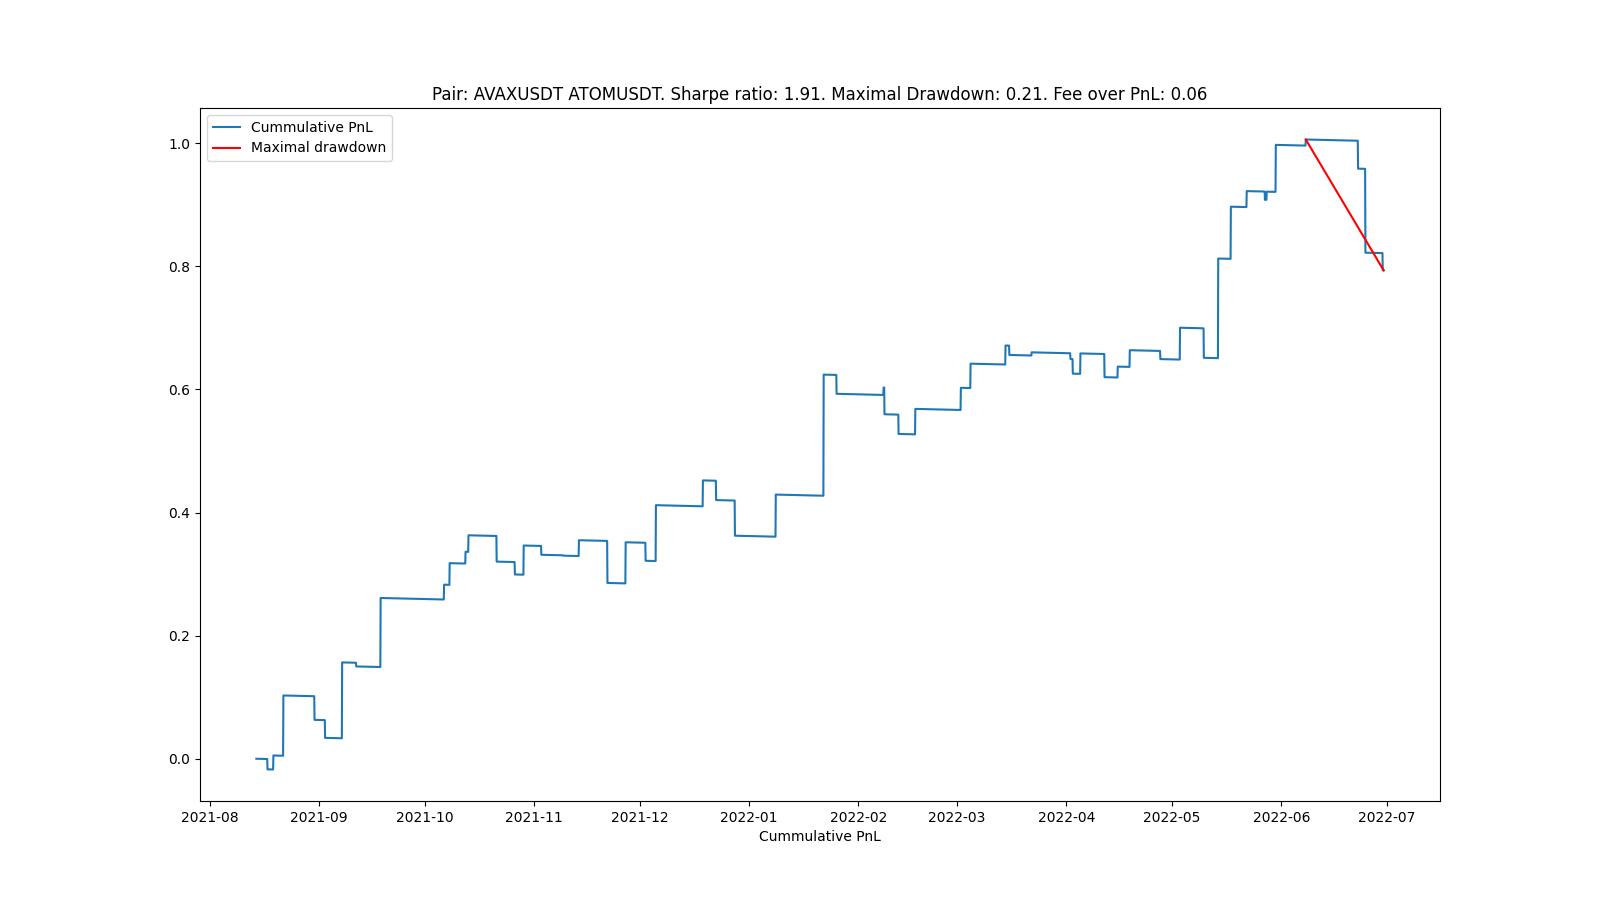 Pair: AVAXUSDT ATOMUSDT. Sharpe ratio: 1.91. Maximal Drawdown: 0.21. Fee over PnL: 0.06
Cummulative PnL
Maximal drawdown
1.0
0.8
0.6
0.4
0.2
0.0
2021-08 2021-09 2021-10 2021-11 2021-12 2022-01 2022-02 2022-03 2022-04 2022-05 2022-06 2022-07
Cummulative PnL